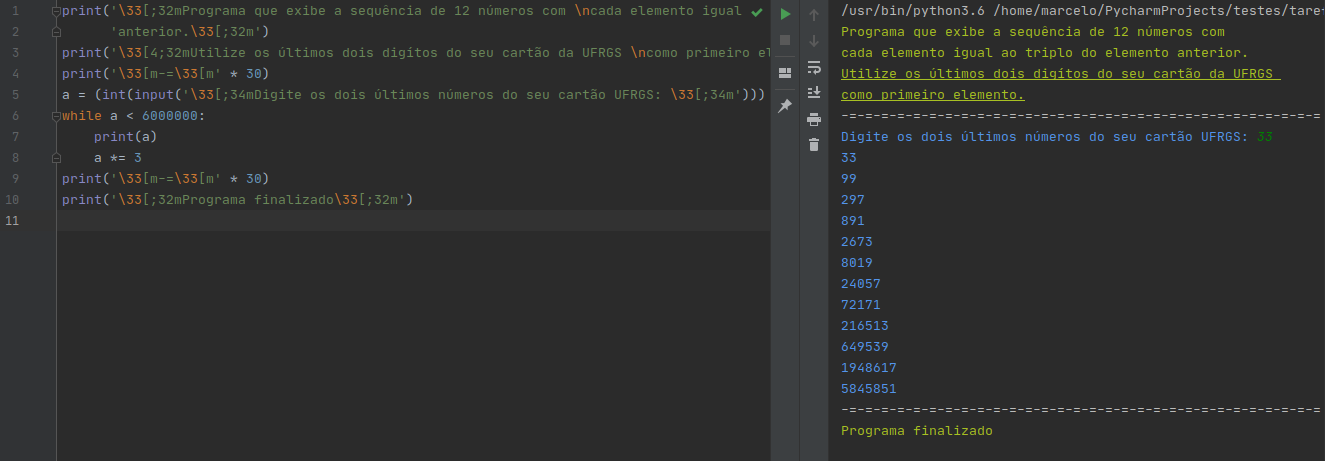 1 print('\33[;32mPrograma que exibe a sequência de 12 números com \ncada elemento igual
2 'anterior.\33[;32m')
3 print('\33[4;32mUtilize os últimos dois digítos do seu cartão da UFRGS \ncomo primeiro el
4 print('\33[m-=\33[m' * 30)
5 a = (int(input('\33[;34mDigite os dois últimos números do seu cartão UFRGS: \33[;34m')))
6 while a < 6000000:
7 print(a)
8 a *= 3
9 print('\33[m-=\33[m' * 30)
10 print('\33[;32mPrograma finalizado\33[;32m')
11
/usr/bin/python3.6 /home/marcelo/PycharmProjects/testes/tare
Programa que exibe a sequência de 12 números com
cada elemento igual ao triplo do elemento anterior.
Utilize os últimos dois digitos do seu cartão da UFRGS
como primeiro elemento.
-=-=-=-=-=-=-=-=-=-=-=-=-=-=-=-=-=-=-=-=-=-=-=-=-=-=-=-=-=-=
Digite os dois últimos números do seu cartão UFRGS: 33
33
99
297
891
2673
8019
24057
72171
216513
649539
1948617
5845851
-=-=-=-=-=-=-=-=-=-=-=-=-=-=-=-=-=-=-=-=-=-=-=-=-=-=-=-=-=-=
Programa finalizado